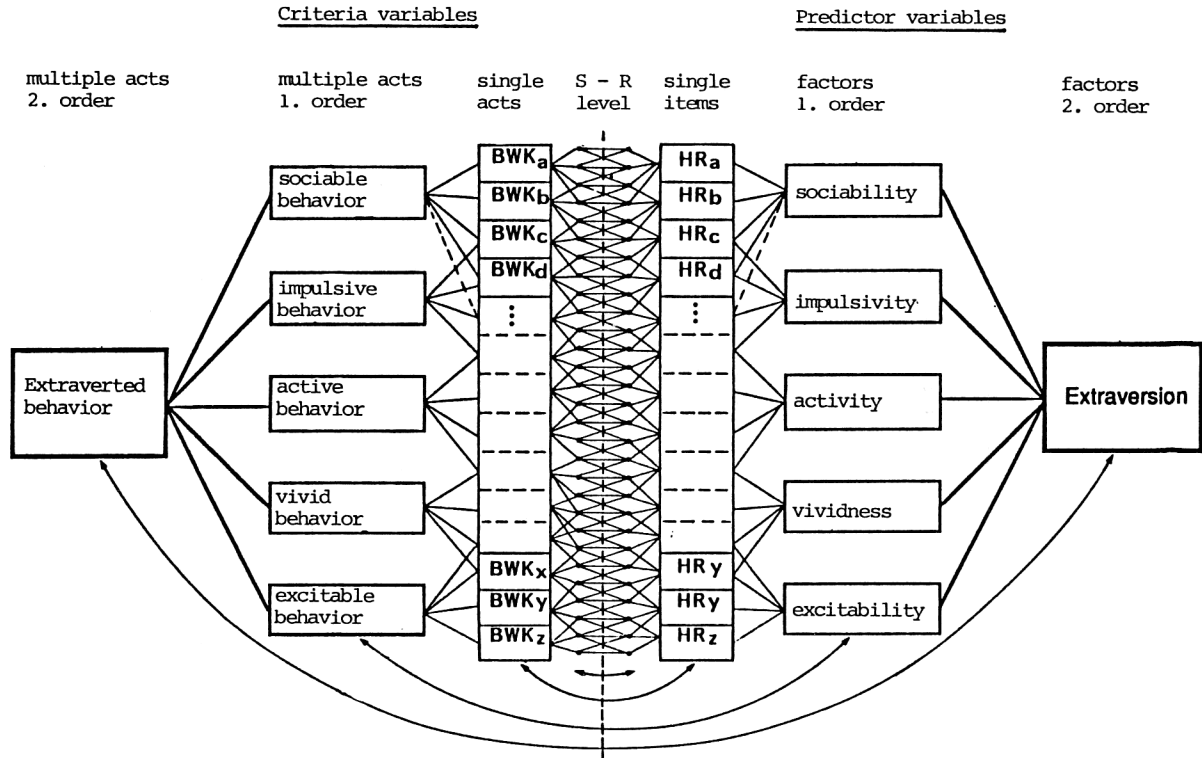 Criteria variables
Predictor variables
multiple acts
2. order
multiple acts
1. order
single
acts
S - R
level
single
items
factors
1. order
factors
2. order
sociable
behavior
impulsive
behavior
active
behavior
vivid
behavior
excitable
behavior
Extraverted
behavior
BWKa
BWKb
BWKc
BWKd
⋮
BWKx
BWKy
BWKz
HRa
HRb
HRc
HRd
⋮
HRy
HRy
HRz
sociability
impulsivity
activity
vividness
excitability
Extraversion